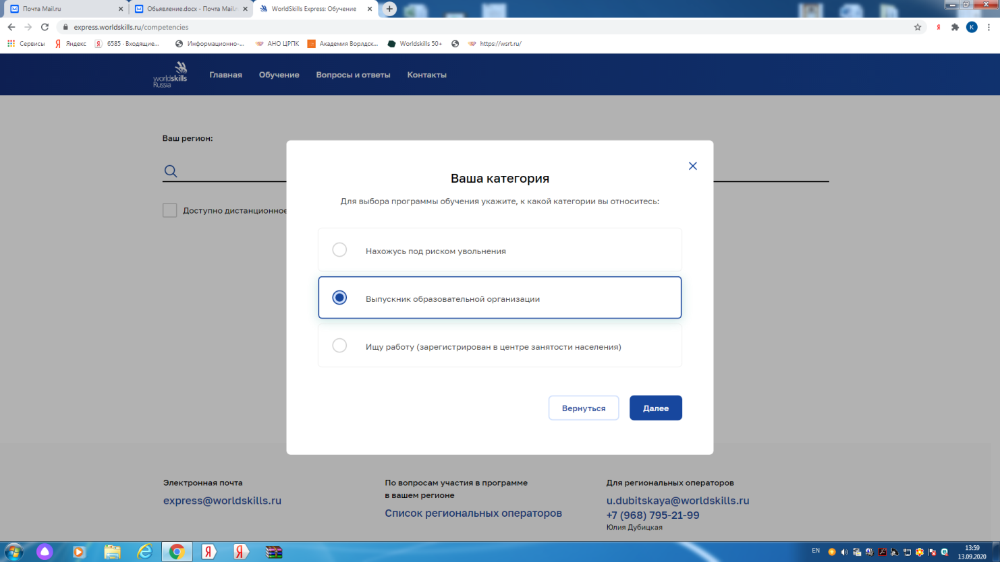 Почта Mail.ru
Обьявление.docx - Почта Mail.r
WorldSkills Express: Обучение
express.worldskills.ru/competencies
К
Сервисы
Яндекс
6585 · Входящие...
Информационно-...
АНО ЦРПК
Академия Ворлдск...
Worldskills 50+
https://wsrt.ru/
worldskills
Russia
Главная
Обучение
Вопросы и ответы
Контакты
Ваш регион:
Доступно дистанционное
Ваша категория
Для выбора программы обучения укажите, к какой категории вы относитесь:
Нахожусь под риском увольнения
Выпускник образовательной организации
Ищу работу (зарегистрирован в центре занятости населения)
Вернуться
Далее
Электронная почта
express@worldskills.ru
По вопросам участия в программе
в вашем регионе
Список региональных операторов
Для региональных операторов
u.dubitskaya@worldskills.ru
+7 (968) 795-21-99
Юлия Дубицкая
EN
13:59
13.09.2020